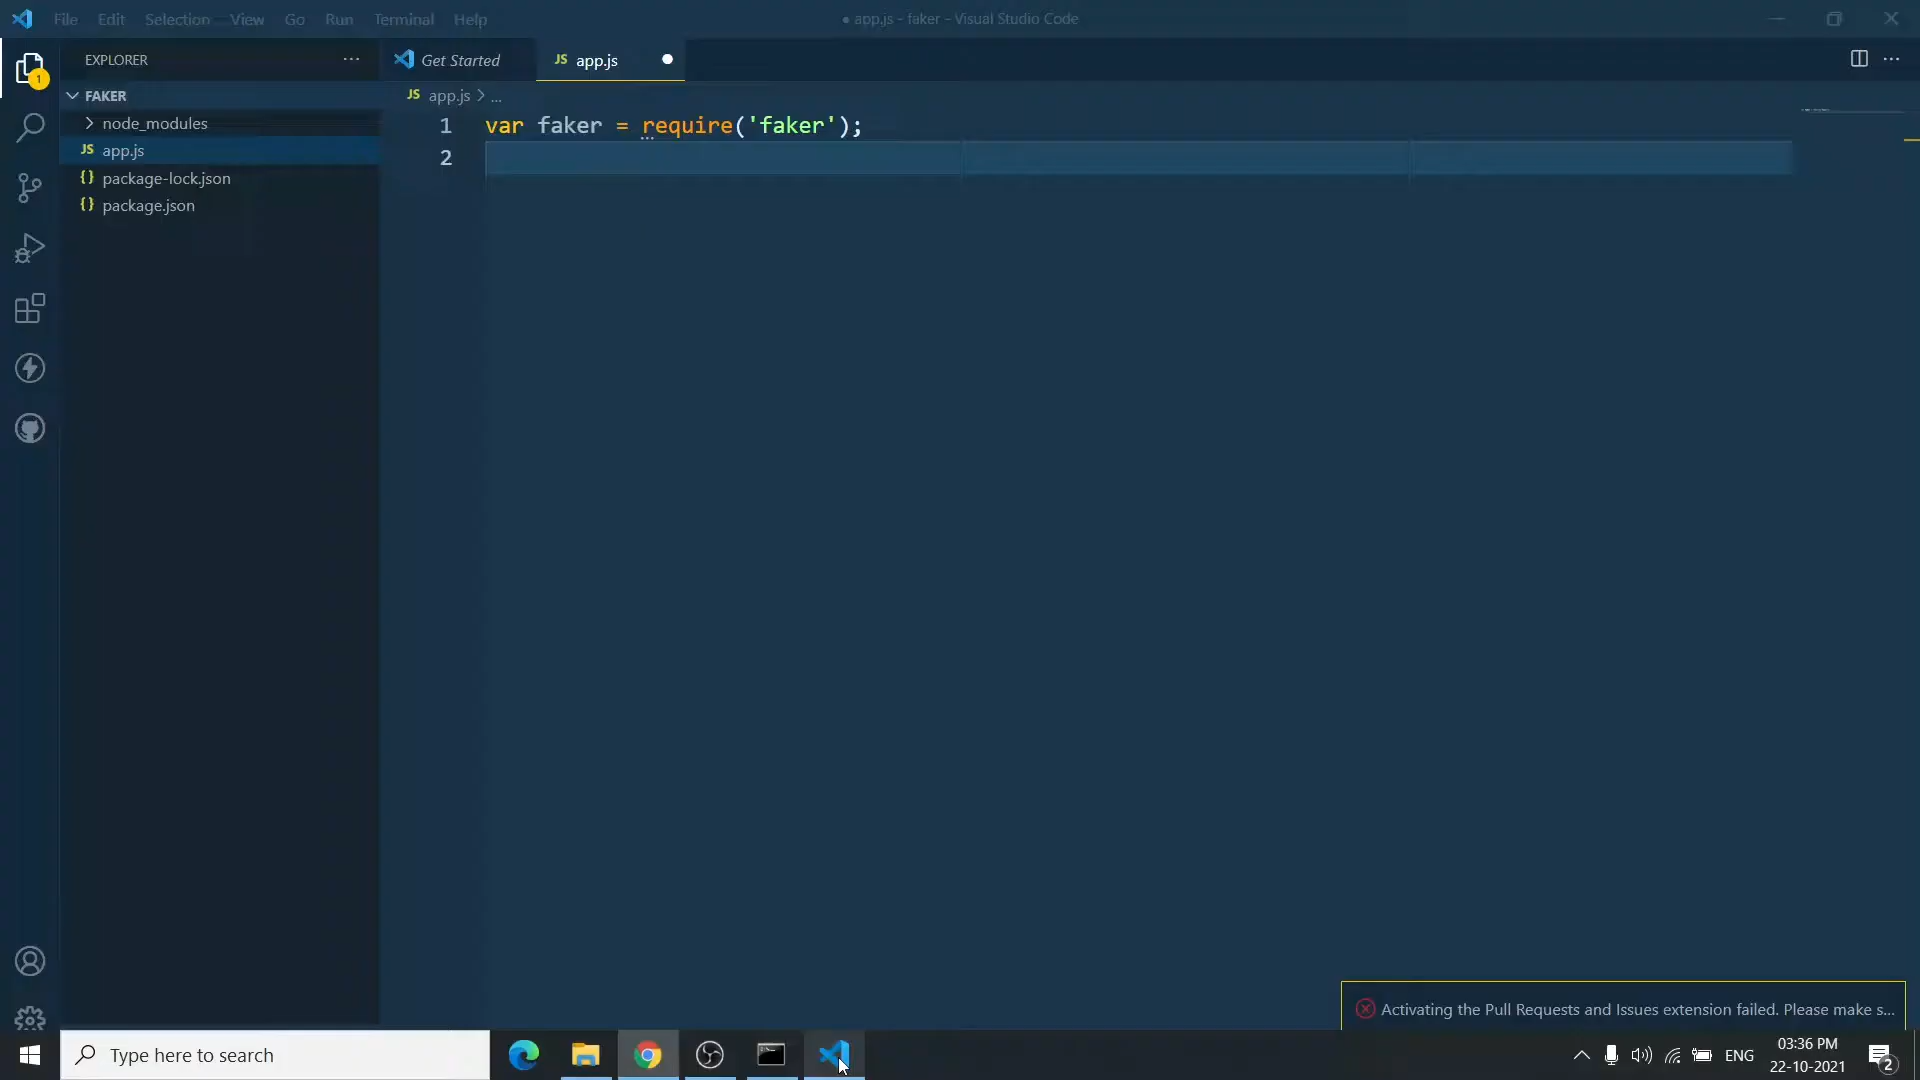 File Edit Selection View Go Run Terminal Help
● app.js - faker - Visual Studio Code
1
EXPLORER
···
Get Started
JS app.js ●
FAKER
JS app.js > ...
node_modules
JS app.js
{} package-lock.json
{} package.json
1 var faker = require('faker');
2
Activating the Pull Requests and Issues extension failed. Please make s...
Type here to search
ENG
03:36 PM
22-10-2021
2